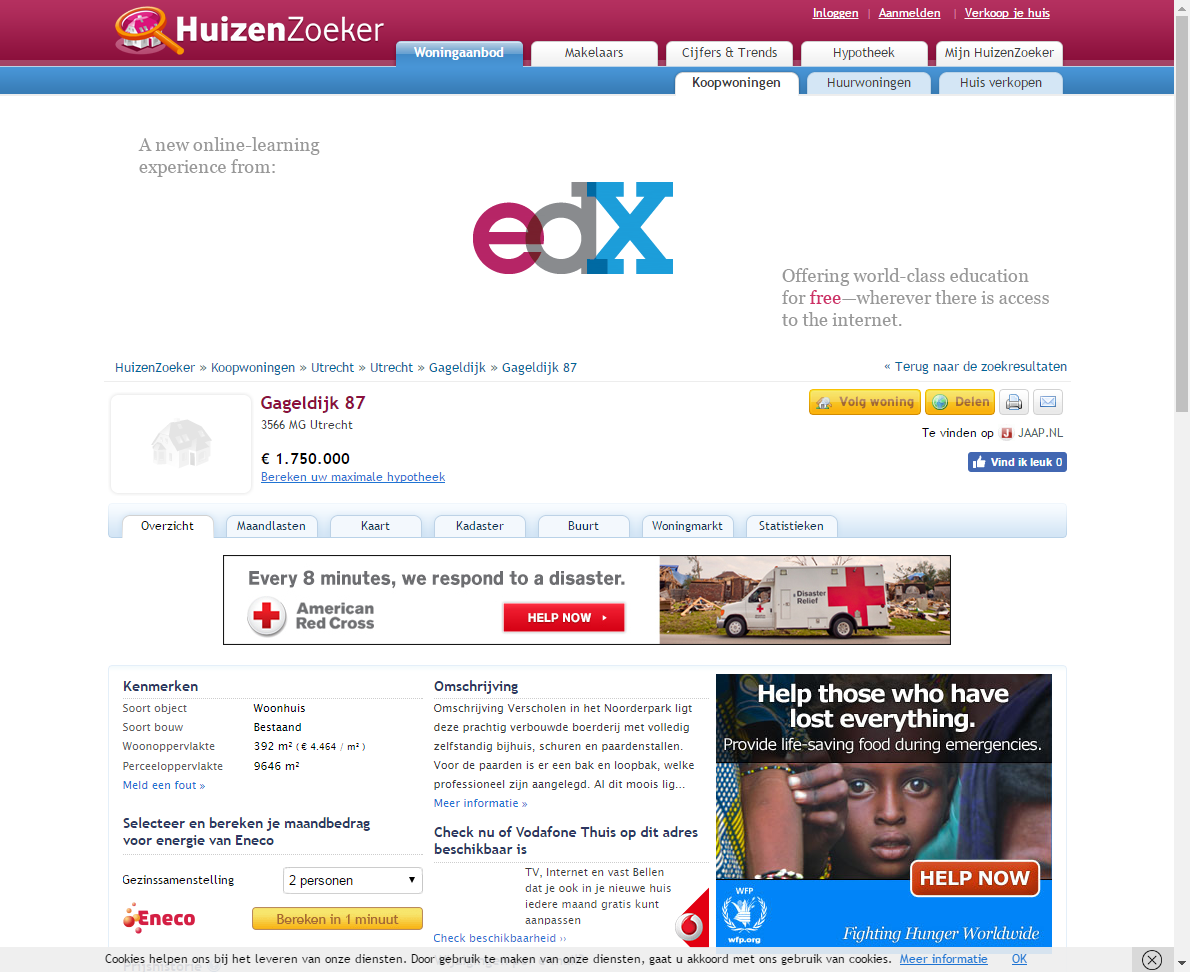 Inloggen | Aanmelden | Verkoop je huis
HuizenZoeker
Woningaanbod Makelaars Cijfers & Trends Hypotheek Mijn HuizenZoeker
Koopwoningen Huurwoningen Huis verkopen
A new online-learning
experience from:
edX
Offering world-class education
for free—wherever there is access
to the internet.
HuizenZoeker » Koopwoningen » Utrecht » Utrecht » Gageldijk » Gageldijk 87
« Terug naar de zoekresultaten
Gageldijk 87
3566 MG Utrecht
€ 1.750.000
Bereken uw maximale hypotheek
Volg woning Delen
Te vinden op JAAP.NL
Vind ik leuk 0
Overzicht Maandlasten Kaart Kadaster Buurt Woningmarkt Statistieken
Every 8 minutes, we respond to a disaster.
American
Red Cross
HELP NOW
Disaster
Relief
Kenmerken
Soort object Woonhuis
Soort bouw Bestaand
Woonoppervlakte 392 m² ( € 4.464 / m² )
Perceeloppervlakte 9646 m²
Meld een fout »
Selecteer en bereken je maandbedrag
voor energie van Eneco
Gezinssamenstelling 2 personen
Eneco Bereken in 1 minuut
Omschrijving
Omschrijving Verscholen in het Noorderpark ligt
deze prachtig verbouwde boerderij met volledig
zelfstandig bijhuis, schuren en paardenstallen.
Voor de paarden is er een bak en loopbak, welke
professioneel zijn aangelegd. Al dit moois lig...
Meer informatie »
Check nu of Vodafone Thuis op dit adres
beschikbaar is
TV, Internet en vast Bellen
dat je ook in je nieuwe huis
iedere maand gratis kunt
aanpassen
Check beschikbaarheid ››
Help those who have
lost everything.
Provide life-saving food during emergencies.
HELP NOW
WFP
wfp.org
Fighting Hunger Worldwide
Cookies helpen ons bij het leveren van onze diensten. Door gebruik te maken van onze diensten, gaat u akkoord met ons gebruik van cookies. Meer informatie OK
Prijshistorie